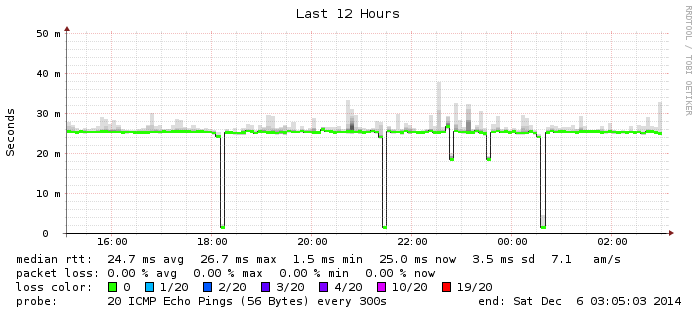 Last 12 Hours
RRDTOOL / TOBI OETIKER
Seconds
50 m
40 m
30 m
20 m
10 m
0
16:00 18:00 20:00 22:00 00:00 02:00
median rtt: 24.7 ms avg 26.7 ms max 1.5 ms min 25.0 ms now 3.5 ms sd 7.1 am/s
packet loss: 0.00 % avg 0.00 % max 0.00 % min 0.00 % now
loss color: 0 1/20 2/20 3/20 4/20 10/20 19/20
probe: 20 ICMP Echo Pings (56 Bytes) every 300s end: Sat Dec 6 03:05:03 2014